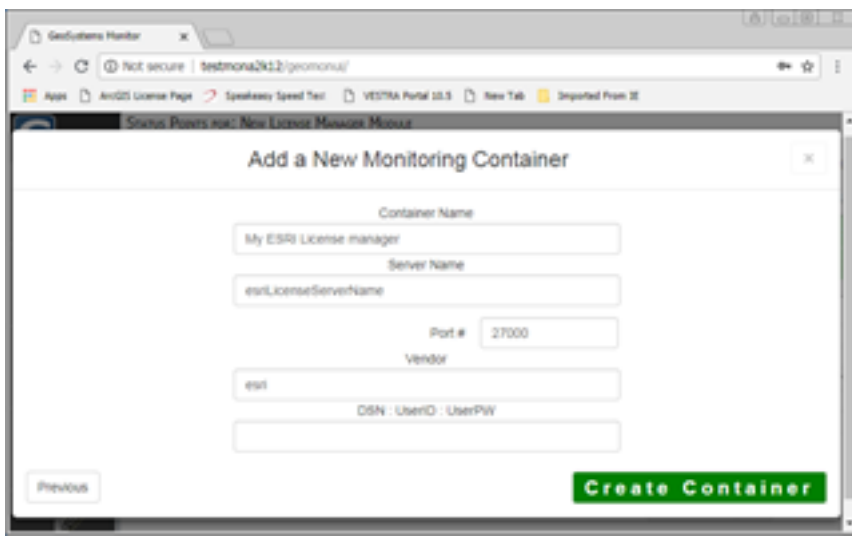 GeoSystems Monitor
Not secure | testmona2k12/geomonui/
Apps ArcGIS License Page Speakeasy Speed Test VESTRA Portal 10.5 New Tab Imported From IE
Status Points for: New License Manager Module
Add a New Monitoring Container
Container Name
My ESRI License manager
Server Name
esriLicenseServerName
Port # 27000
Vendor
esri
DSN : UserID : UserPW
Previous
Create Container